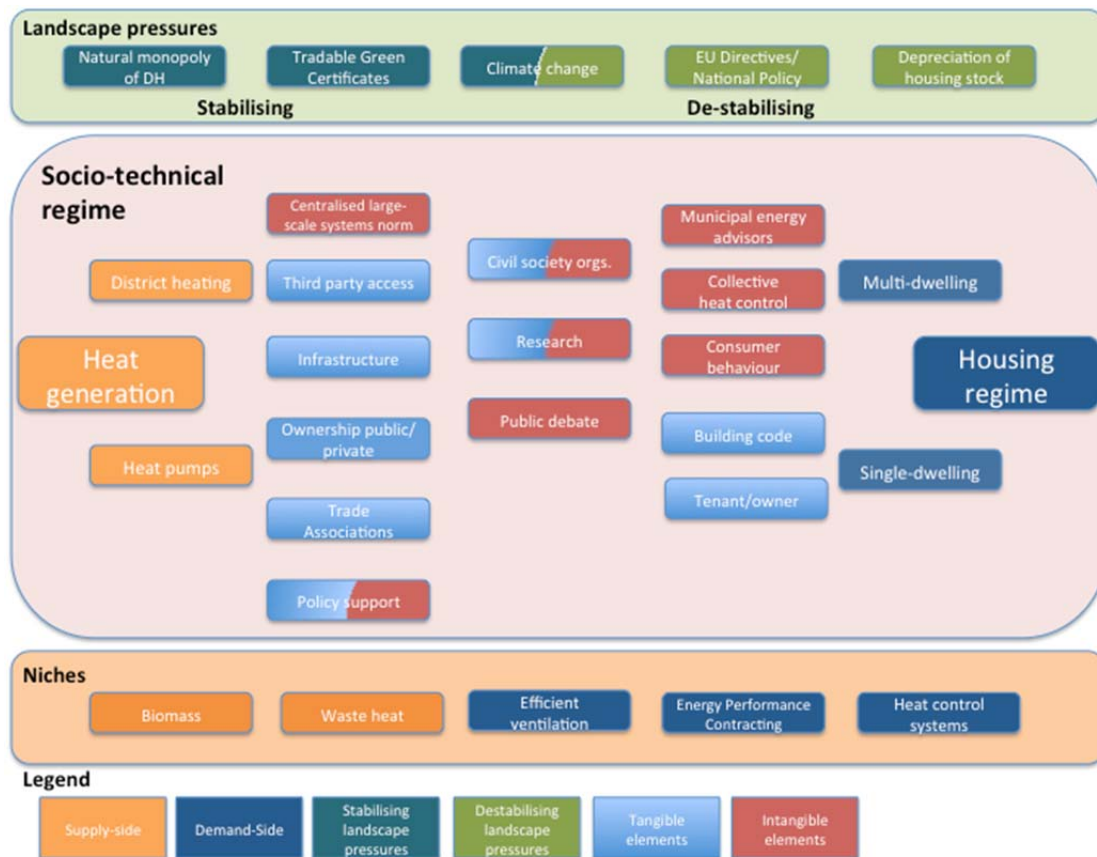 Landscape pressures
Natural monopoly
of DH
Tradable Green
Certificates
Climate change
EU Directives/
National Policy
Depreciation of
housing stock
Stabilising
De-stabilising
Socio-technical
regime
Centralised large-
scale systems norm
Municipal energy
advisors
Civil society orgs.
District heating
Third party access
Collective
heat control
Multi-dwelling
Heat
generation
Infrastructure
Research
Consumer
behaviour
Housing
regime
Public debate
Heat pumps
Ownership public/
private
Building code
Single-dwelling
Trade
Associations
Tenant/owner
Policy support
Niches
Biomass
Waste heat
Efficient
ventilation
Energy Performance
Contracting
Heat control
systems
Legend
Supply-side
Demand-Side
Stabilising
landscape
pressures
Destabilising
landscape
pressures
Tangible
elements
Intangible
elements